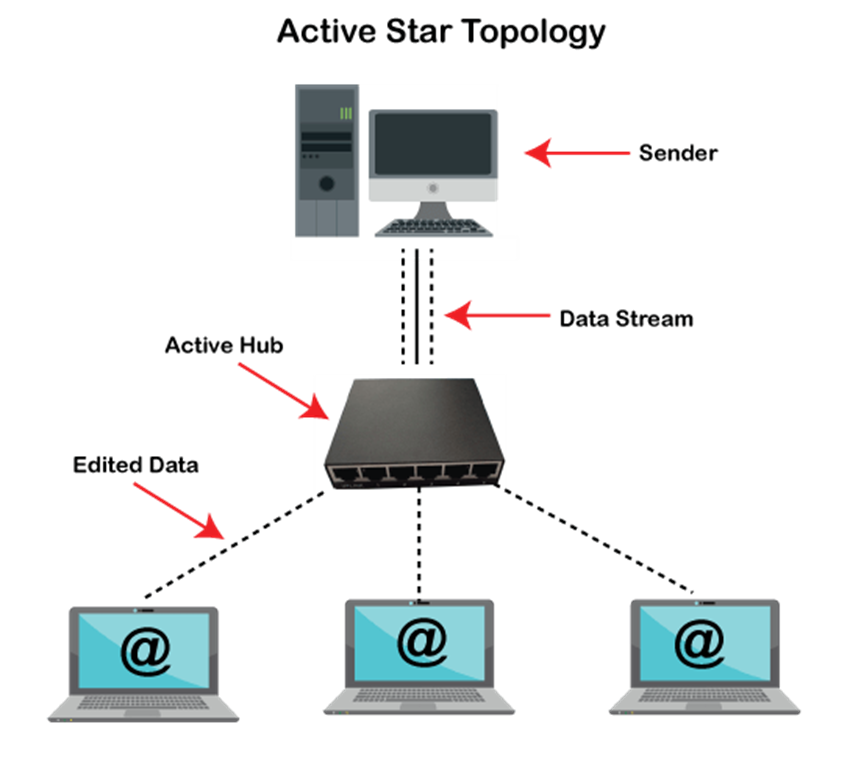 Active Star Topology
Sender
Data Stream
Active Hub
Edited Data
@
@
@